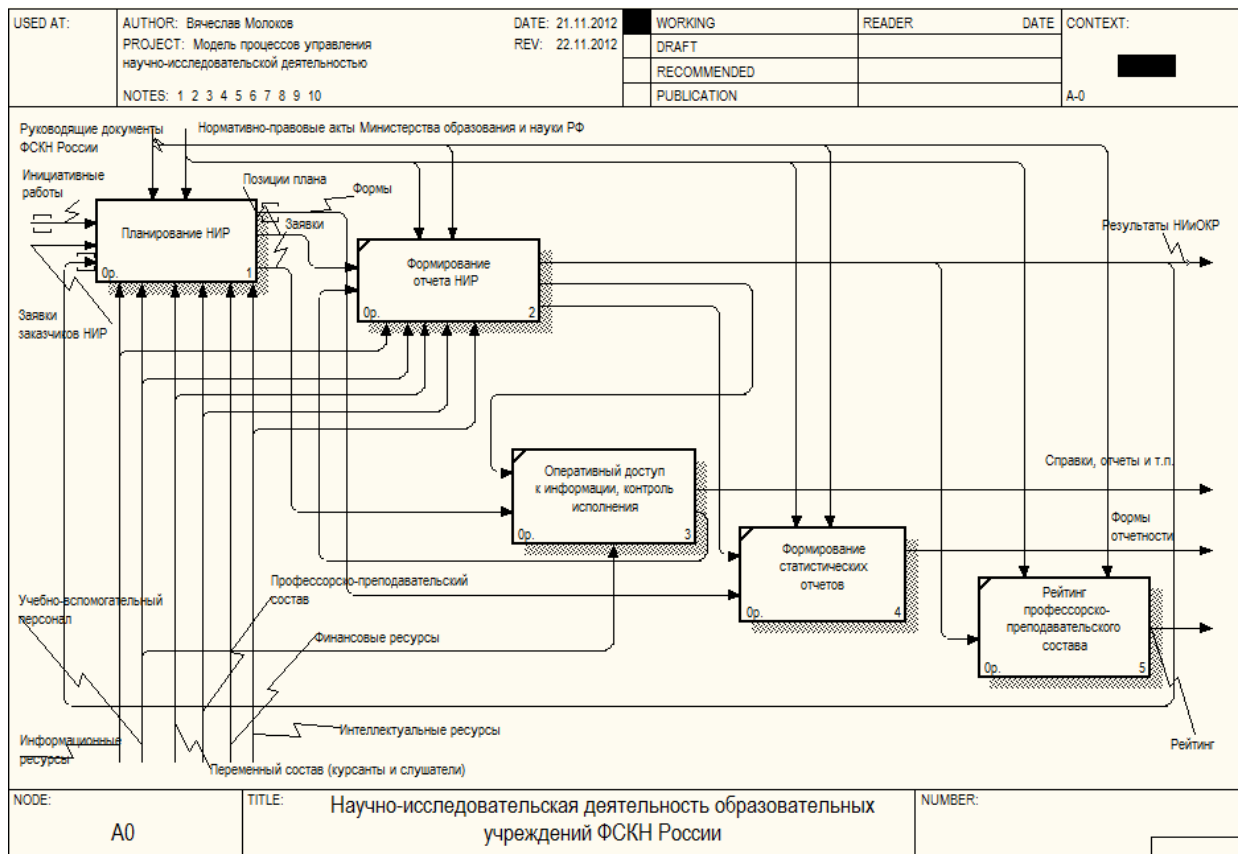 USED AT:
AUTHOR: Вячеслав Молоков
DATE: 21.11.2012
PROJECT: Модель процессов управления
REV: 22.11.2012
научно-исследовательской деятельностью
NOTES: 1 2 3 4 5 6 7 8 9 10
WORKING
DRAFT
RECOMMENDED
PUBLICATION
READER
DATE
CONTEXT:
A-0
Руководящие документы
ФСКН России
Нормативно-правовые акты Министерства образования и науки РФ
Инициативные
работы
Позиции плана
Формы
Заявки
Планирование НИР
0р.
1
Заявки
заказчиков НИР
Формирование
отчета НИР
0р.
2
Результаты НИиОКР
Оперативный доступ
к информации, контроль
исполнения
0р.
3
Справки, отчеты и т.п.
Формирование
статистических
отчетов
0р.
4
Формы
отчетности
Рейтинг
профессорско-
преподавательского
состава
0р.
5
Рейтинг
Учебно-вспомогательный
персонал
Профессорско-преподавательский
состав
Финансовые ресурсы
Интеллектуальные ресурсы
Информационные
ресурсы
Переменный состав (курсанты и слушатели)
NODE:
A0
TITLE:
Научно-исследовательская деятельность образовательных
учреждений ФСКН России
NUMBER: